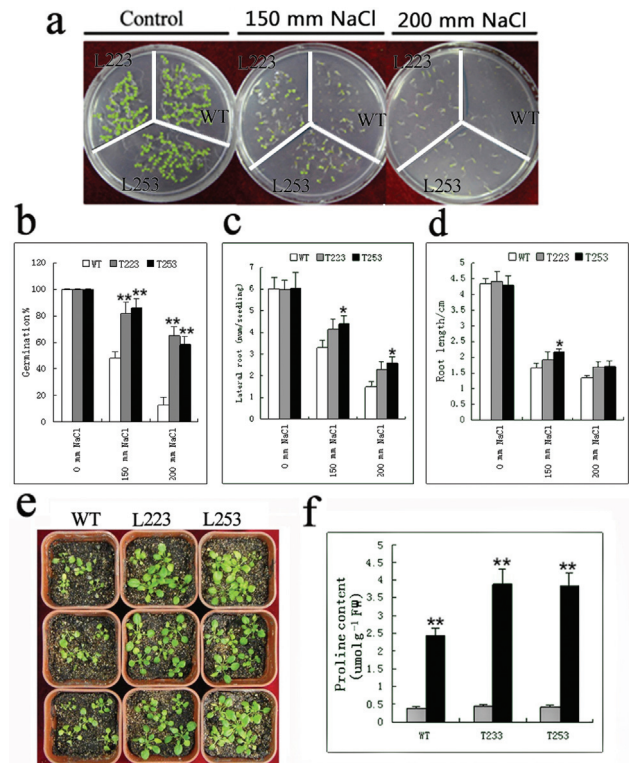 a
Control
150 mm NaCl
200 mm NaCl
L223
WT
L253
L223
WT
L253
L223
WT
L253
b
WT T223 T253
Germination%
120
100
80
60
40
20
0
** **
** **
0 mm NaCl
150 mm NaCl
200 mm NaCl
c
WT T223 T253
Lateral root (num/seedling)
8
7
6
5
4
3
2
1
0
*
*
0 mm NaCl
150 mm NaCl
200 mm NaCl
d
WT T223 T253
Root length/cm
5
4.5
4
3.5
3
2.5
2
1.5
1
0.5
0
*
0 mm NaCl
150 mm NaCl
200 mm NaCl
e
WT L223 L253
f
Proline content
(umolg⁻¹FW)
5
4.5
4
3.5
3
2.5
2
1.5
1
0.5
0
**
**
**
WT T233 T253